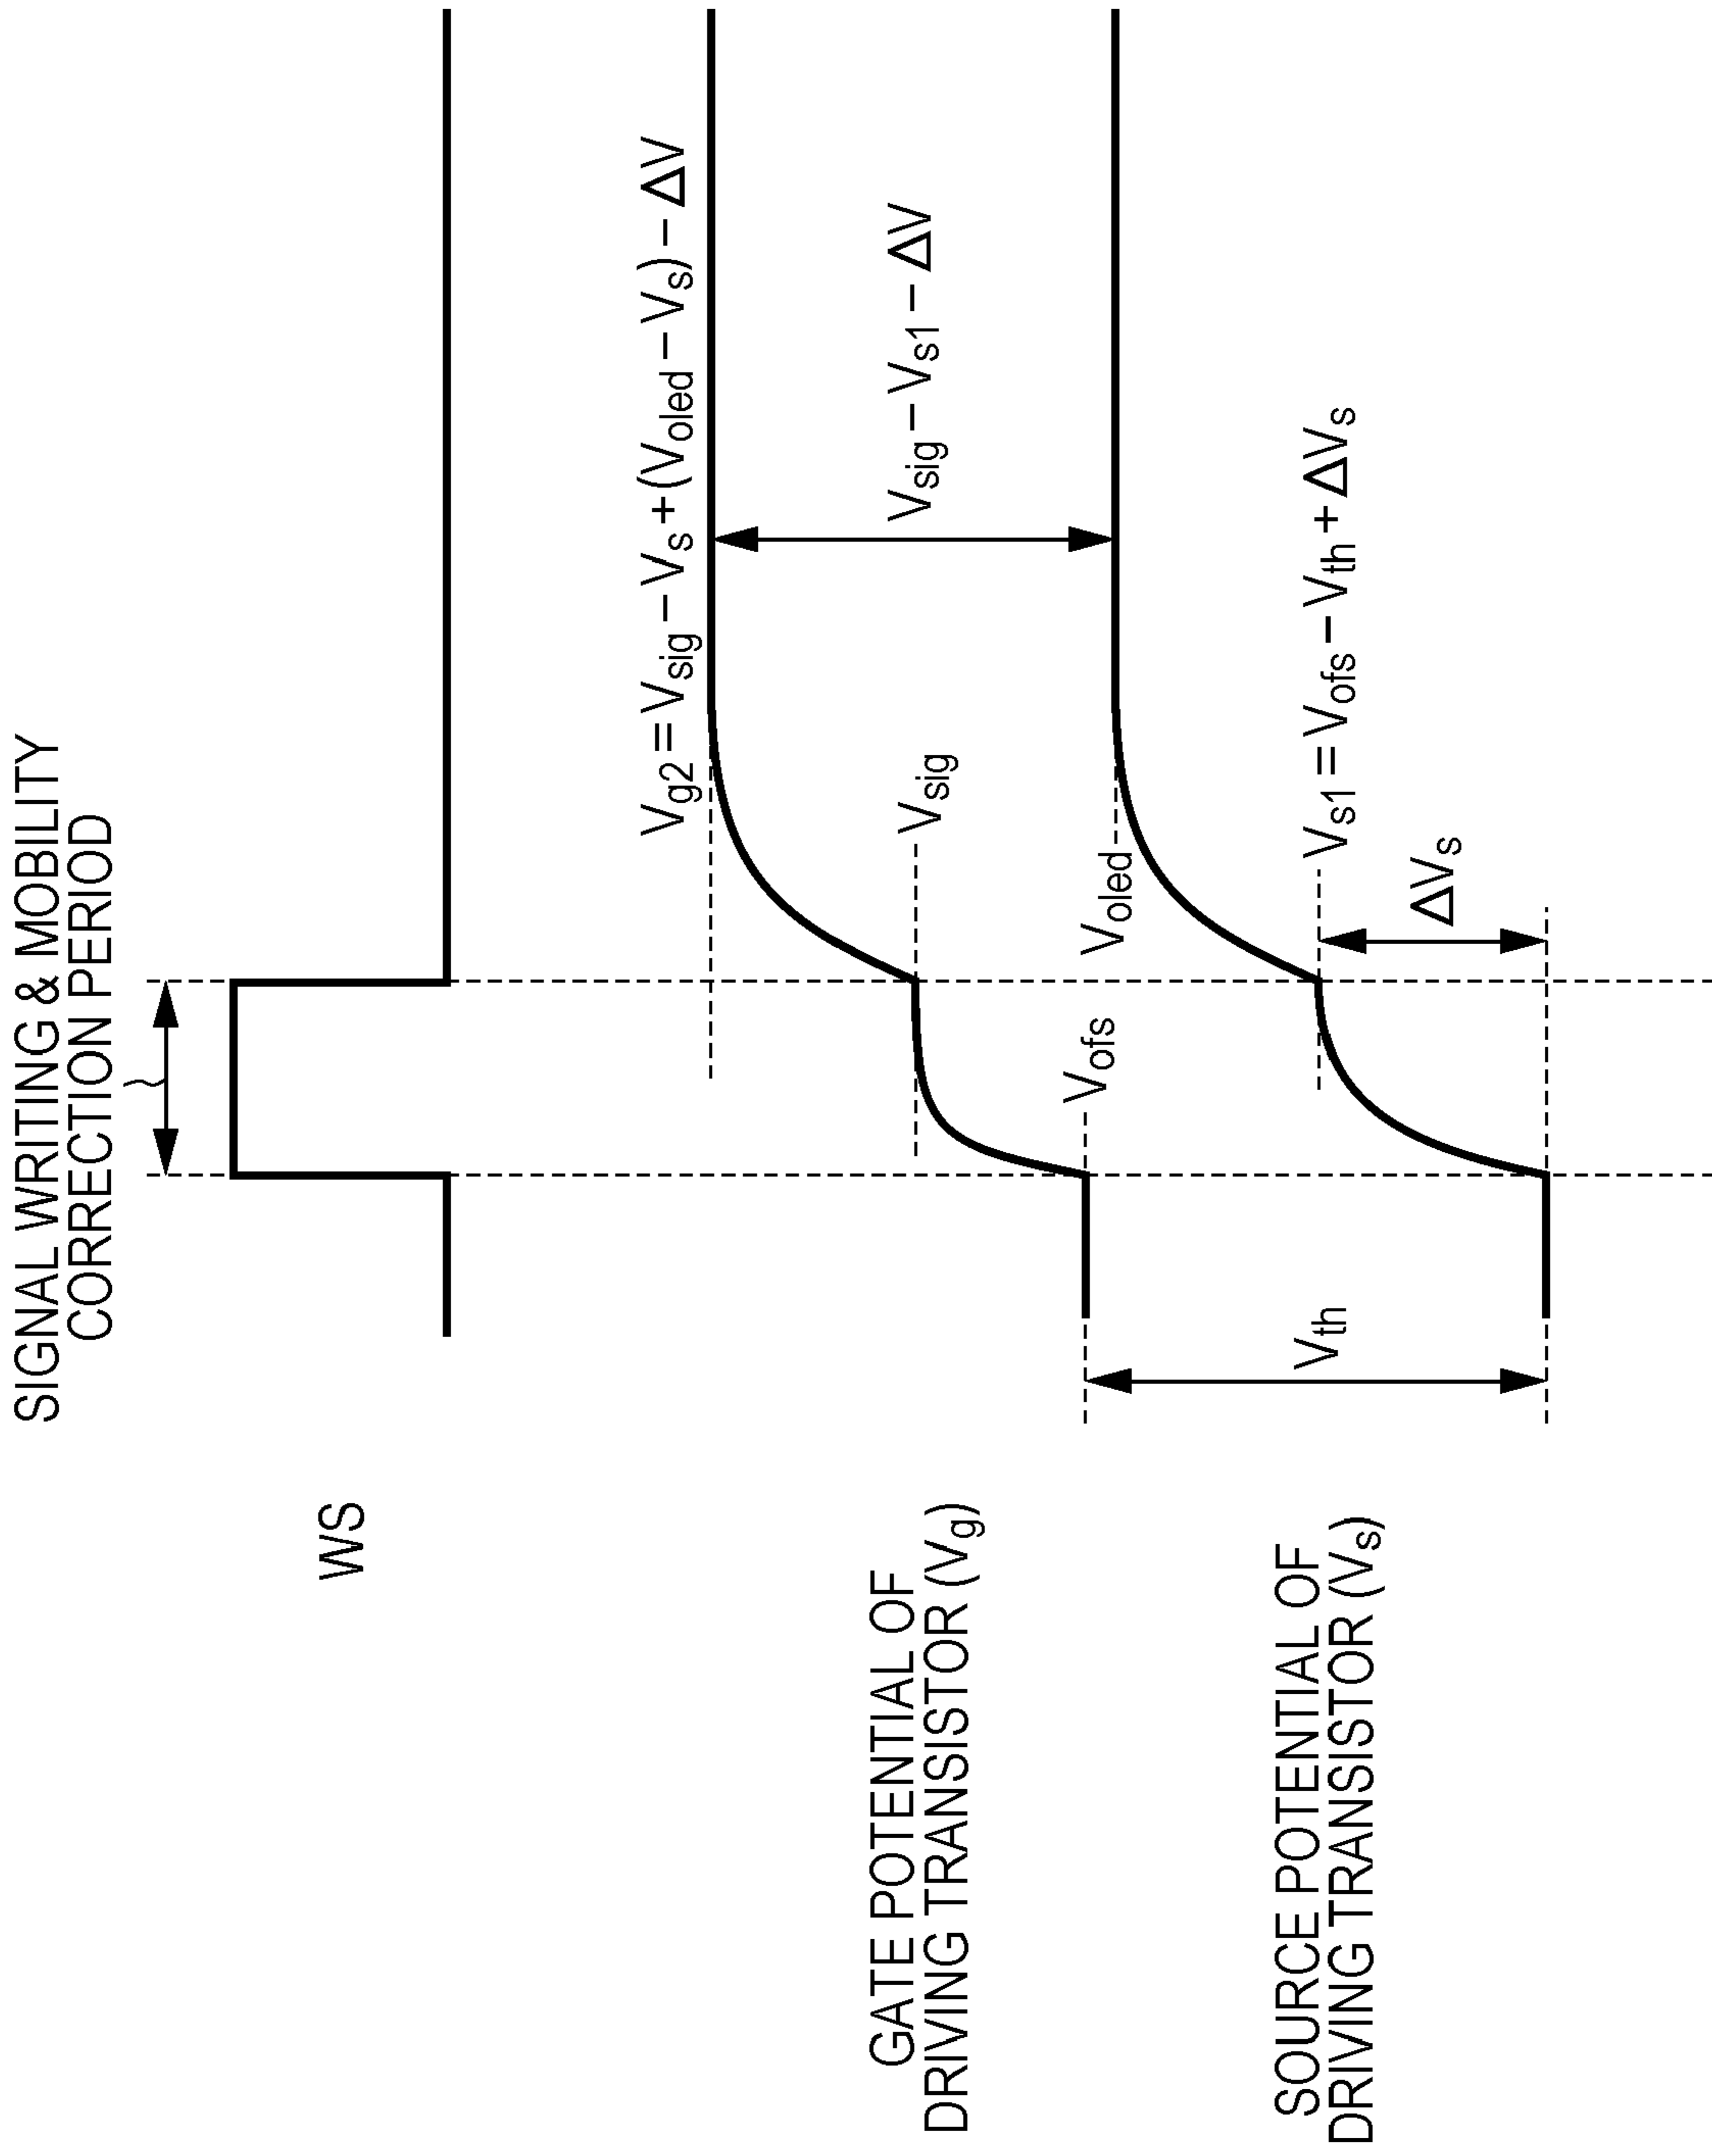 SIGNAL WRITING & MOBILITY
CORRECTION PERIOD
WS
Vg2 = Vsig – Vs + (Voled – Vs) – ΔV
GATE POTENTIAL OF
DRIVING TRANSISTOR (Vg)
Vsig
Vsig – Vs1 – ΔV
Vofs
Voled
SOURCE POTENTIAL OF
DRIVING TRANSISTOR (Vs)
Vth
Vs1 = Vofs – Vth + ΔVs
ΔVs